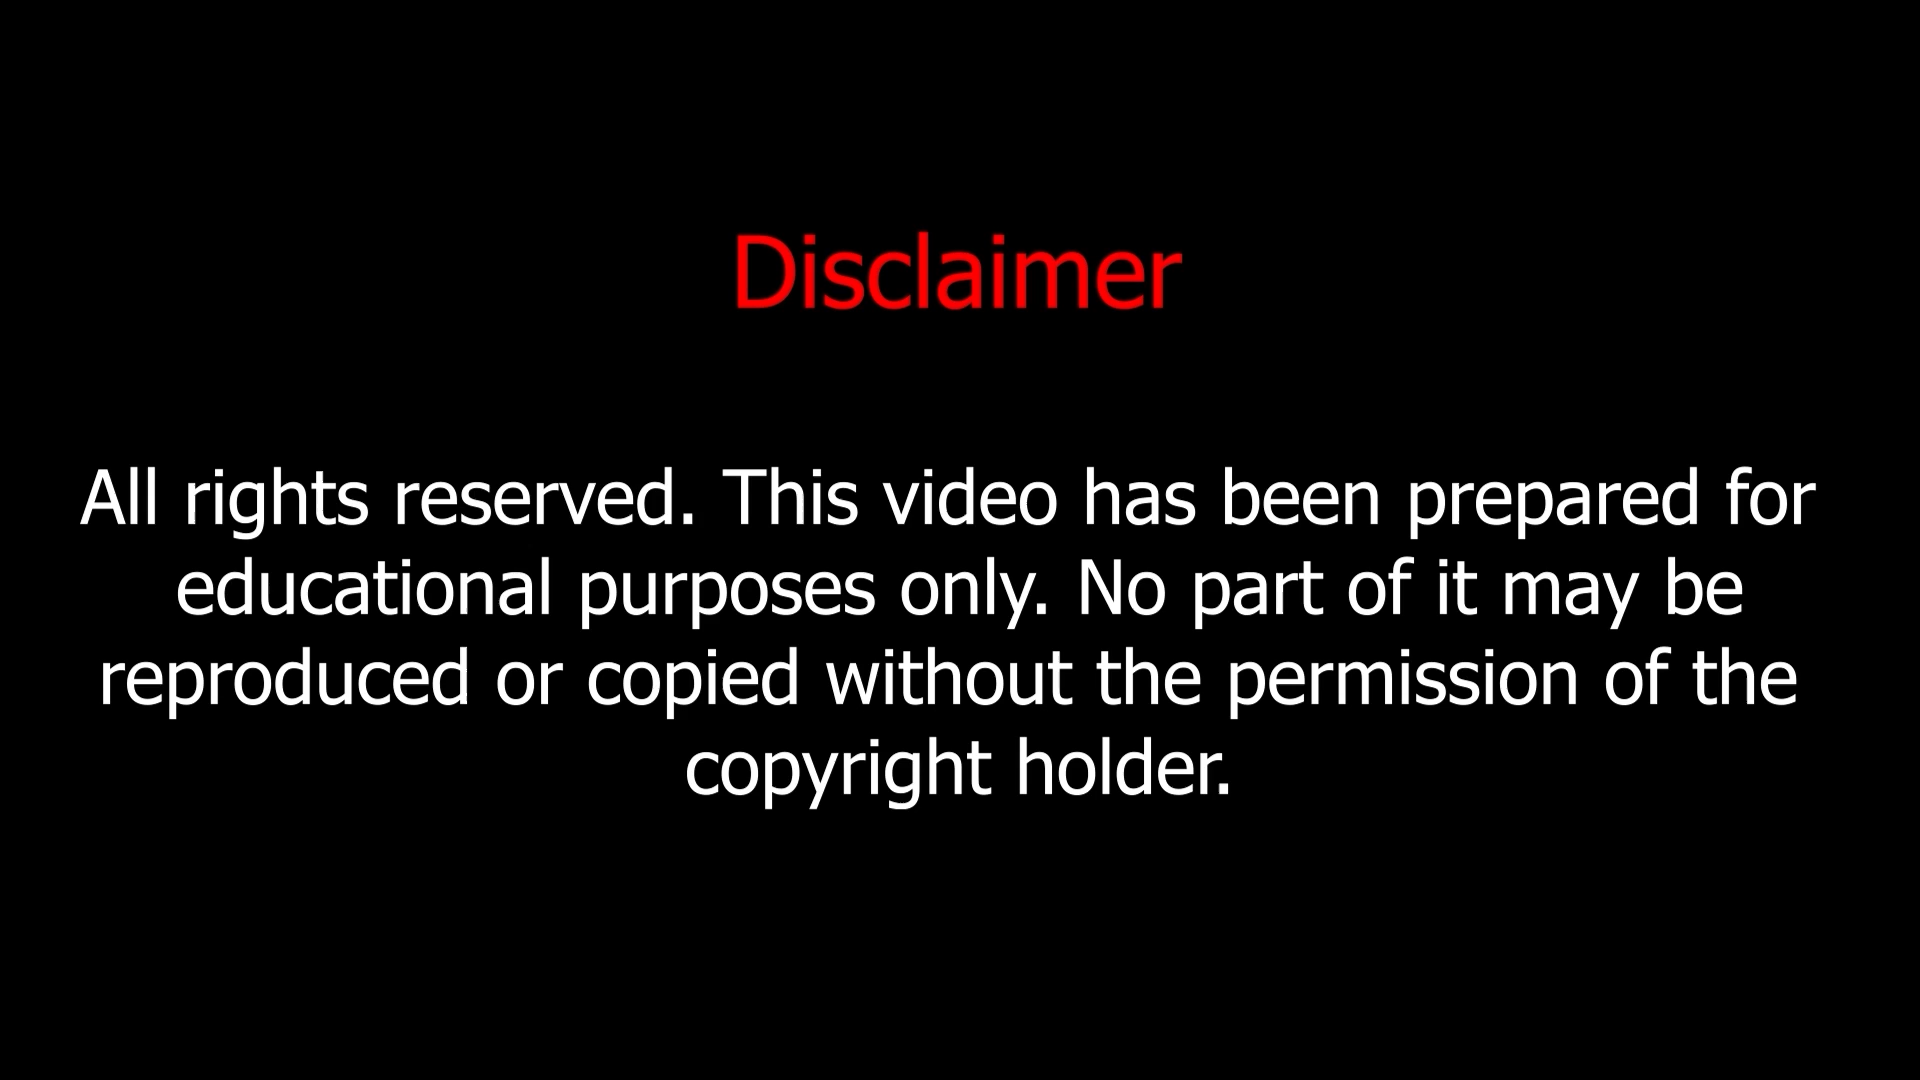 Disclaimer
All rights reserved. This video has been prepared for
educational purposes only. No part of it may be
reproduced or copied without the permission of the
copyright holder.